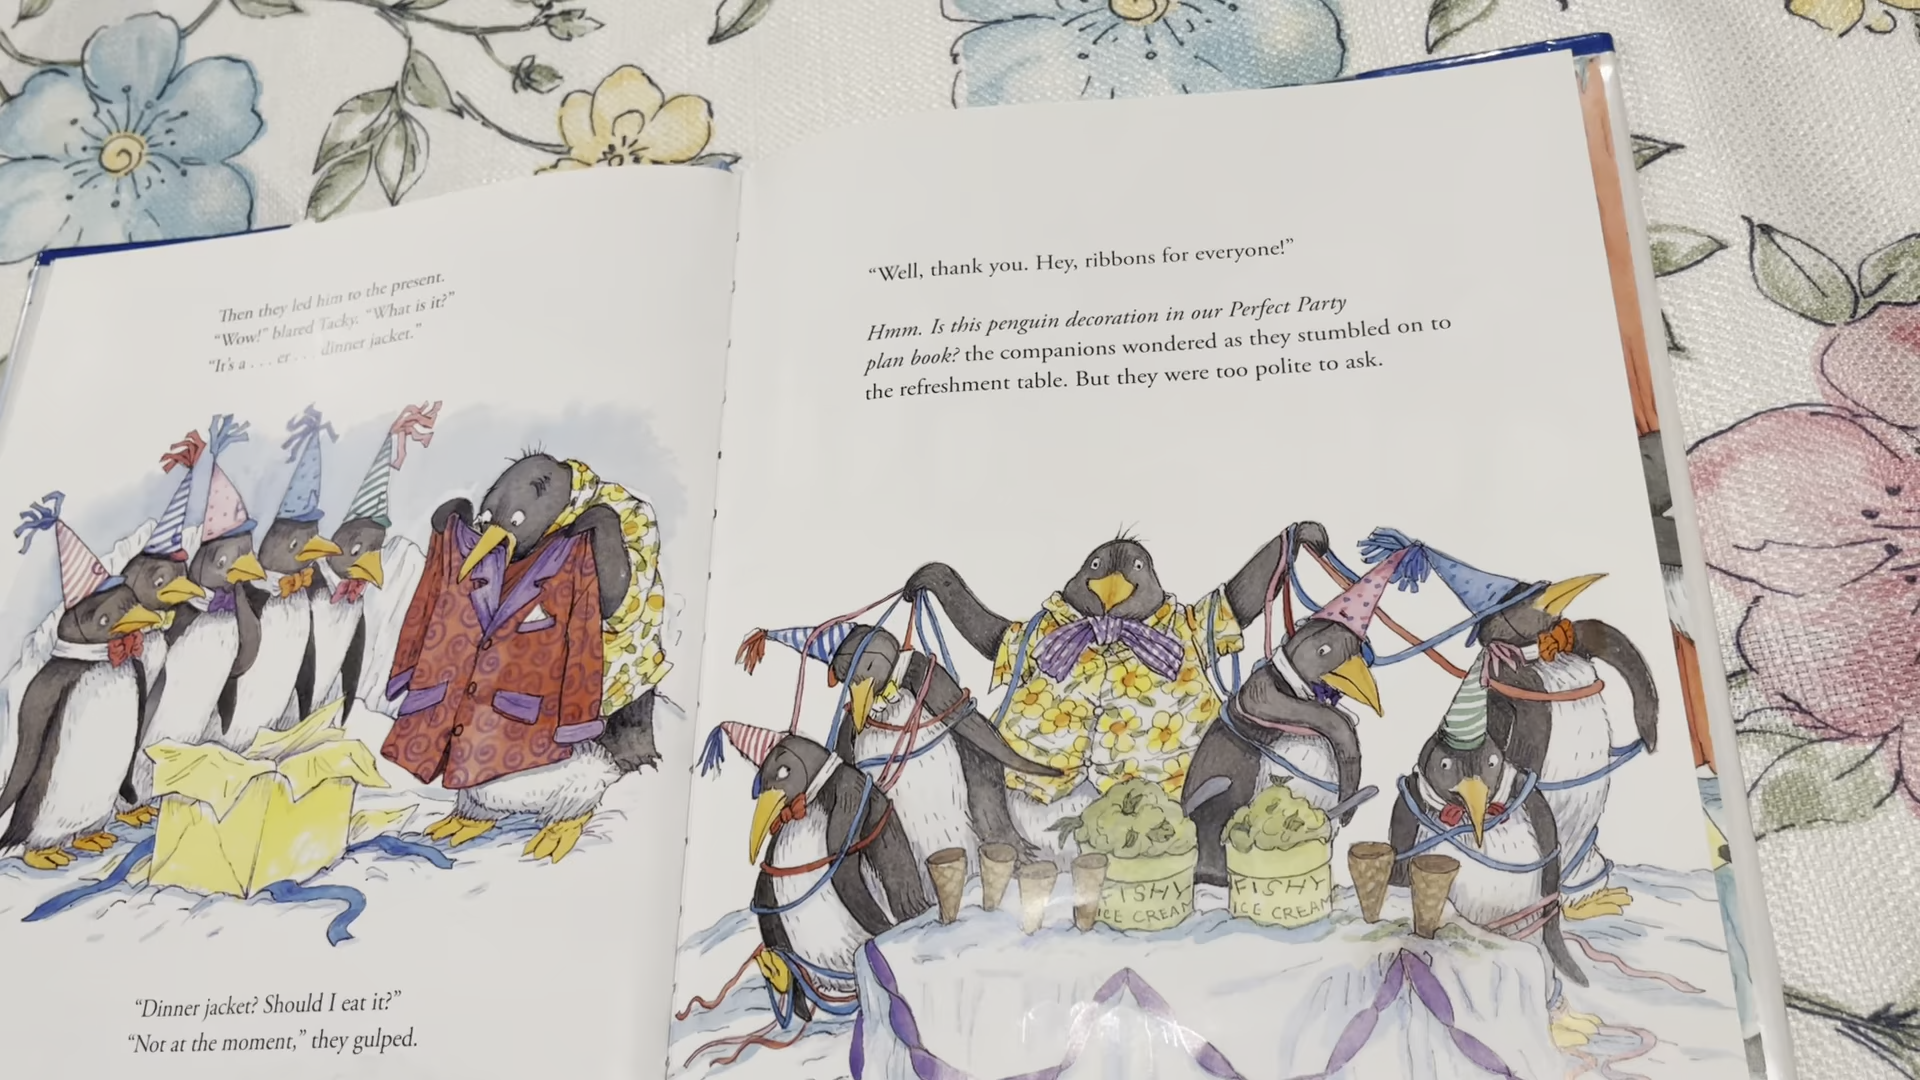 Then they led him to the present.
“Wow!” blared Tacky. “What is it?”
“It’s a . . . er . . . dinner jacket.”
“Dinner jacket? Should I eat it?”
“Not at the moment,” they gulped.
“Well, thank you. Hey, ribbons for everyone!”
Hmm. Is this penguin decoration in our Perfect Party
plan book? the companions wondered as they stumbled on to
the refreshment table. But they were too polite to ask.
FISHY
ICE CREAM
FISHY
ICE CREAM